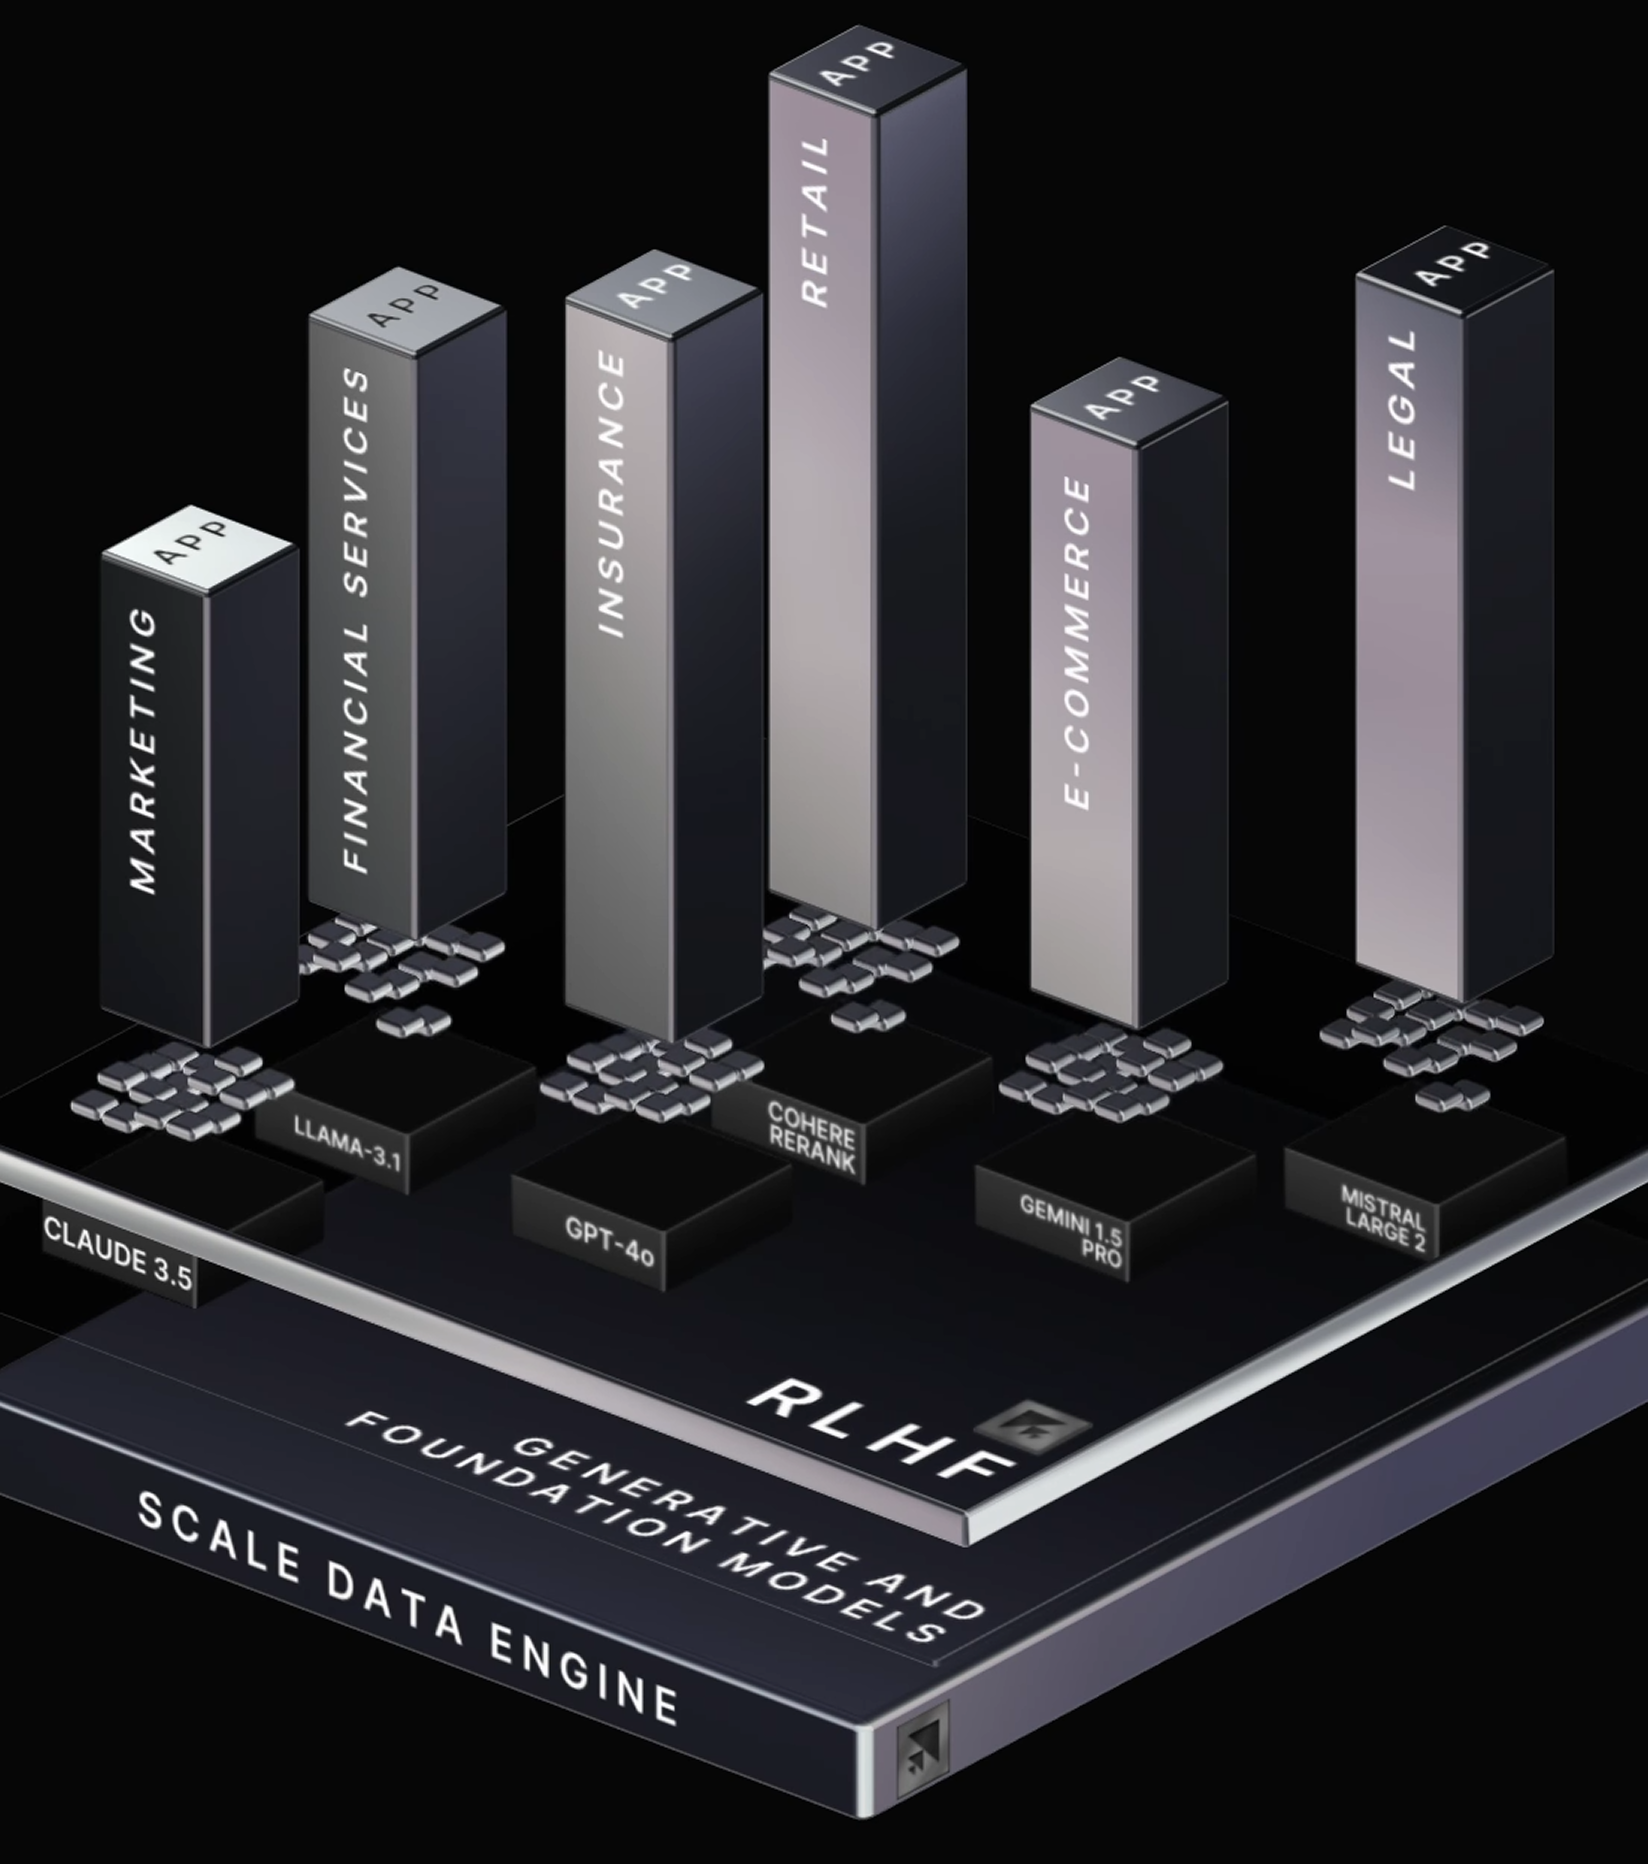 APP
RETAIL
APP
LEGAL
APP
INSURANCE
APP
FINANCIAL SERVICES
APP
E-COMMERCE
APP
MARKETING
LLAMA-3.1
COHERE
RERANK
CLAUDE 3.5
GPT-4o
GEMINI 1.5
PRO
MISTRAL
LARGE 2
RLHF
GENERATIVE AND
FOUNDATION MODELS
SCALE DATA ENGINE